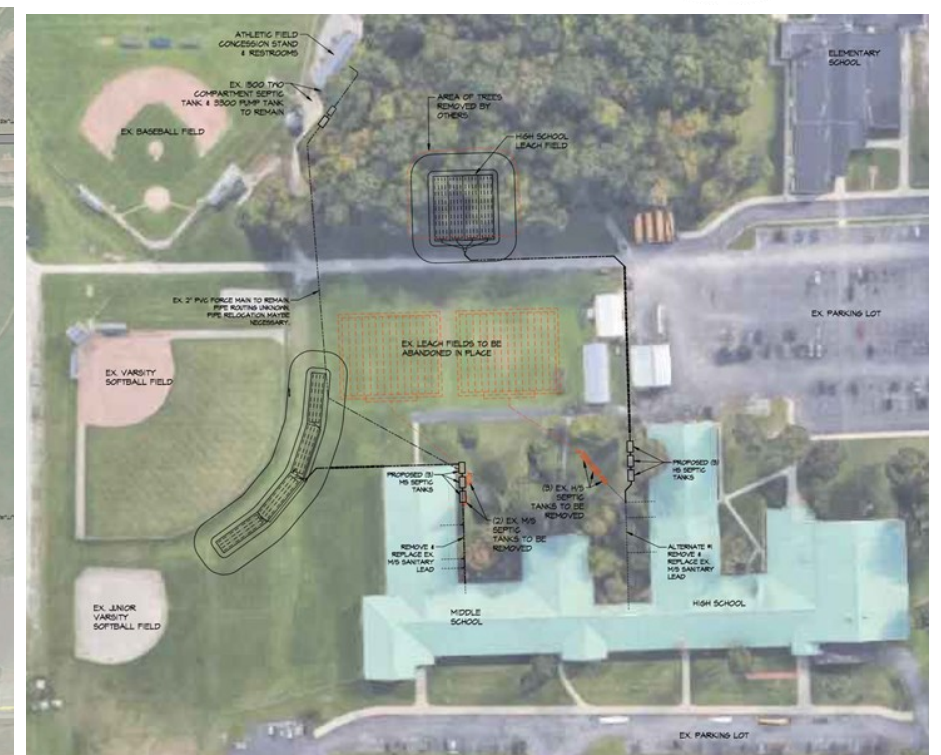 ATHLETIC FIELD
CONCESSION STAND
& RESTROOMS
EX. 1500 TWO
COMPARTMENT SEPTIC
TANK & 3300 PUMP TANK
TO REMAIN
EX. BASEBALL FIELD
AREA OF TREES
REMOVED BY
OTHERS
HIGH SCHOOL
LEACH FIELD
ELEMENTARY
SCHOOL
EX. 2" PVC FORCE MAIN TO REMAIN
PIPE ROUTING UNKNOWN
PIPE RELOCATION MAYBE
NECESSARY.
EX. PARKING LOT
EX. LEACH FIELDS TO BE
ABANDONED IN PLACE
EX. VARSITY
SOFTBALL FIELD
PROPOSED (3)
MS SEPTIC
TANKS
(2) EX. M/S
SEPTIC
TANKS TO BE
REMOVED
(3) EX. H/S
SEPTIC
TANKS TO BE
REMOVED
PROPOSED (3)
HS SEPTIC
TANKS
REMOVE &
REPLACE EX.
M/S SANITARY
LEAD
ALTERNATE #1
REMOVE &
REPLACE EX.
M/S SANITARY
LEAD
EX. JUNIOR
VARSITY
SOFTBALL FIELD
MIDDLE
SCHOOL
HIGH SCHOOL
EX. PARKING LOT